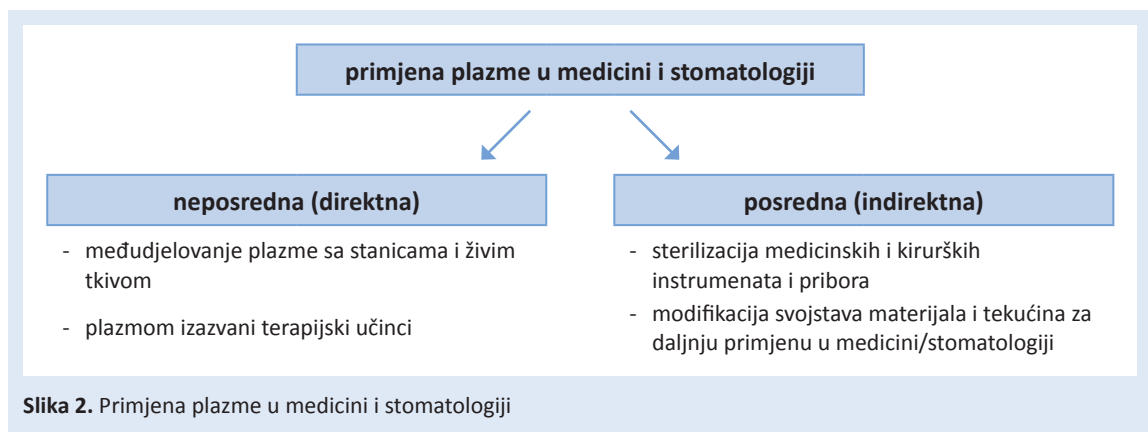 primjena plazme u medicini i stomatologiji
neposredna (direktna)
- međudjelovanje plazme sa stanicama i živim
tkivom
- plazmom izazvani terapijski učinci
posredna (indirektna)
- sterilizacija medicinskih i kirurških
instrumenata i pribora
- modifikacija svojstava materijala i tekućina za
daljnju primjenu u medicini/stomatologiji
Slika 2. Primjena plazme u medicini i stomatologiji